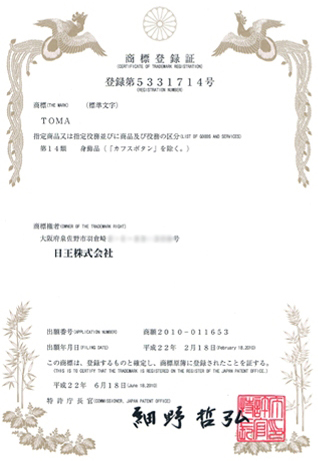 商標登録証
(CERTIFICATE OF TRADEMARK REGISTRATION)
登録第5331714号
(REGISTRATION NUMBER)
商標(THE MARK) (標準文字)
TOMA
指定商品又は指定役務並びに商品及び役務の区分(LIST OF GOODS AND SERVICES)
第14類 身飾品(「カフスボタン」を除く。)
商標権者(OWNER OF THE TRADEMARK RIGHT)
大阪府泉佐野市羽倉崎 号
日王株式会社
出願番号(APPLICATION NUMBER) 商願2010-011653
出願年月日(FILING DATE) 平成22年 2月18日(February 18,2010)
この商標は、登録するものと確定し、商標原簿に登録されたことを証する。
(THIS IS TO CERTIFY THAT THE TRADEMARK IS REGISTERED ON THE REGISTER OF THE JAPAN PATENT OFFICE.)
平成22年 6月18日(June 18,2010)
特許庁長官(COMMISSIONER, JAPAN PATENT OFFICE)
細野哲弘